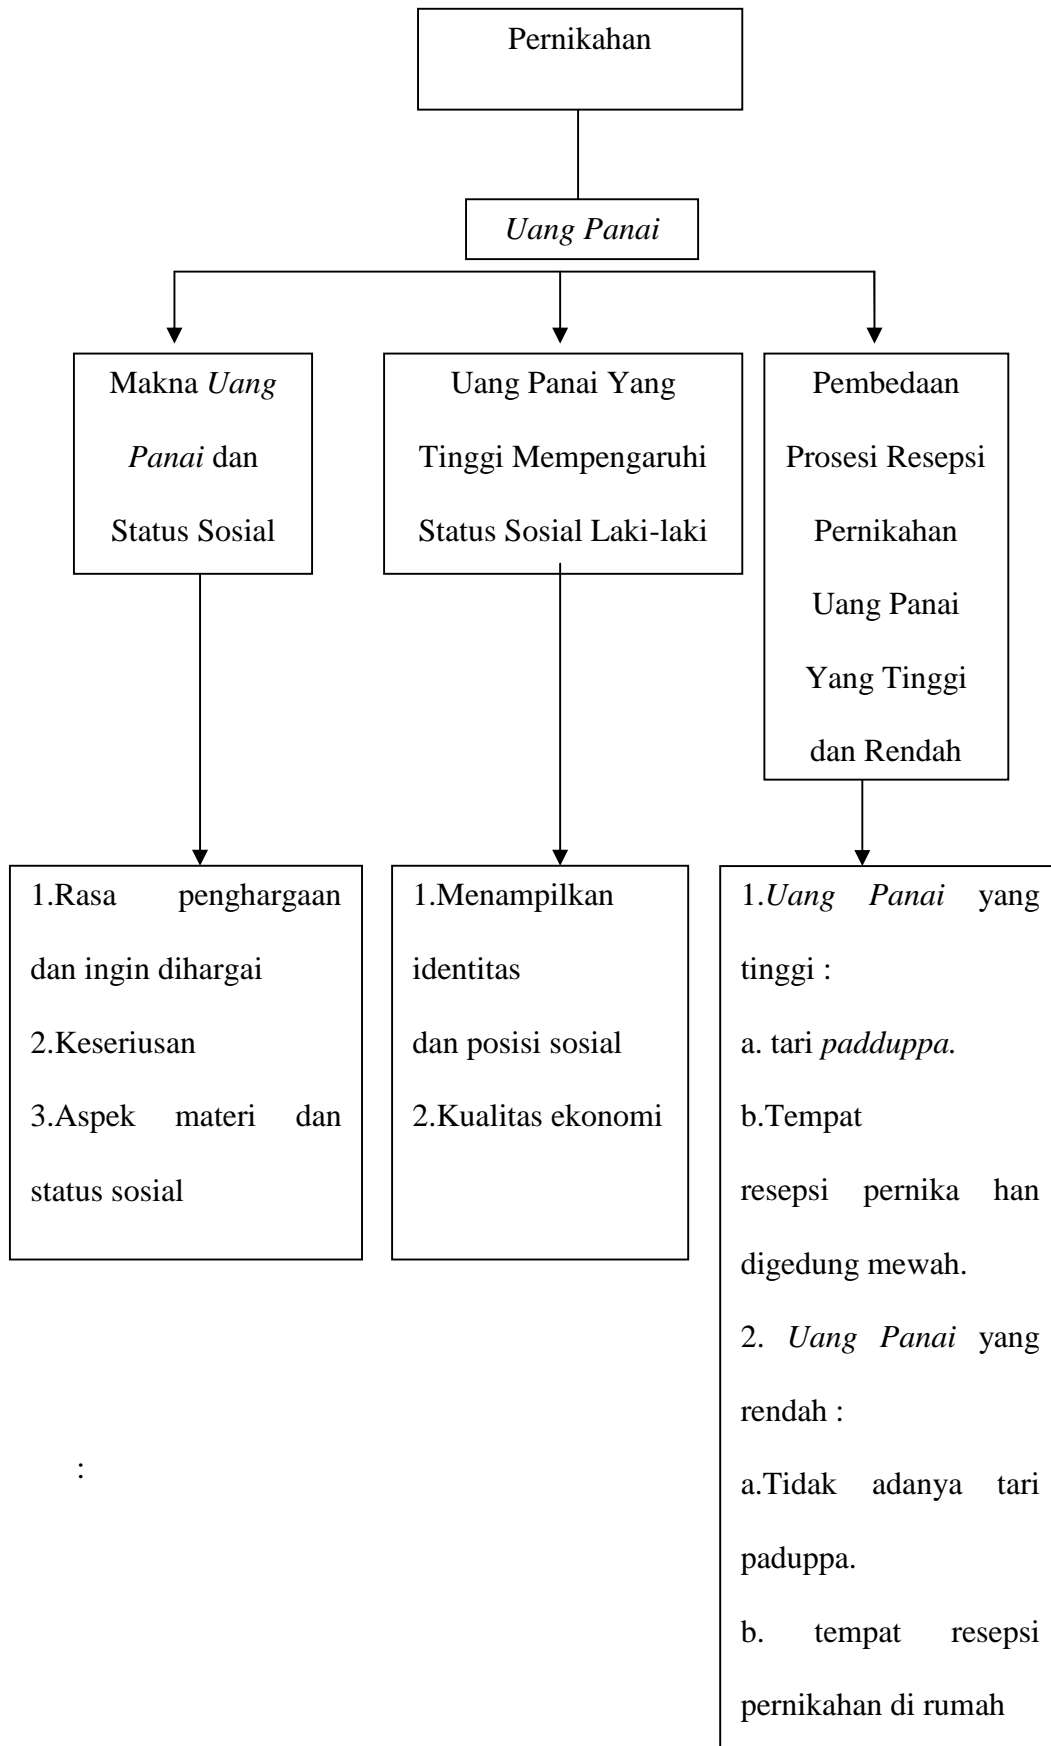 Pernikahan
Uang Panai
Makna Uang
Panai dan
Status Sosial
Uang Panai Yang
Tinggi Mempengaruhi
Status Sosial Laki-laki
Pembedaan
Prosesi Resepsi
Pernikahan
Uang Panai
Yang Tinggi
dan Rendah
1.Rasa penghargaan
dan ingin dihargai
2.Keseriusan
3.Aspek materi dan
status sosial
1.Menampilkan
identitas
dan posisi sosial
2.Kualitas ekonomi
1.Uang Panai yang
tinggi :
a. tari padduppa.
b.Tempat
resepsi pernika han
digedung mewah.
2. Uang Panai yang
rendah :
a.Tidak adanya tari
paduppa.
b. tempat resepsi
pernikahan di rumah
: